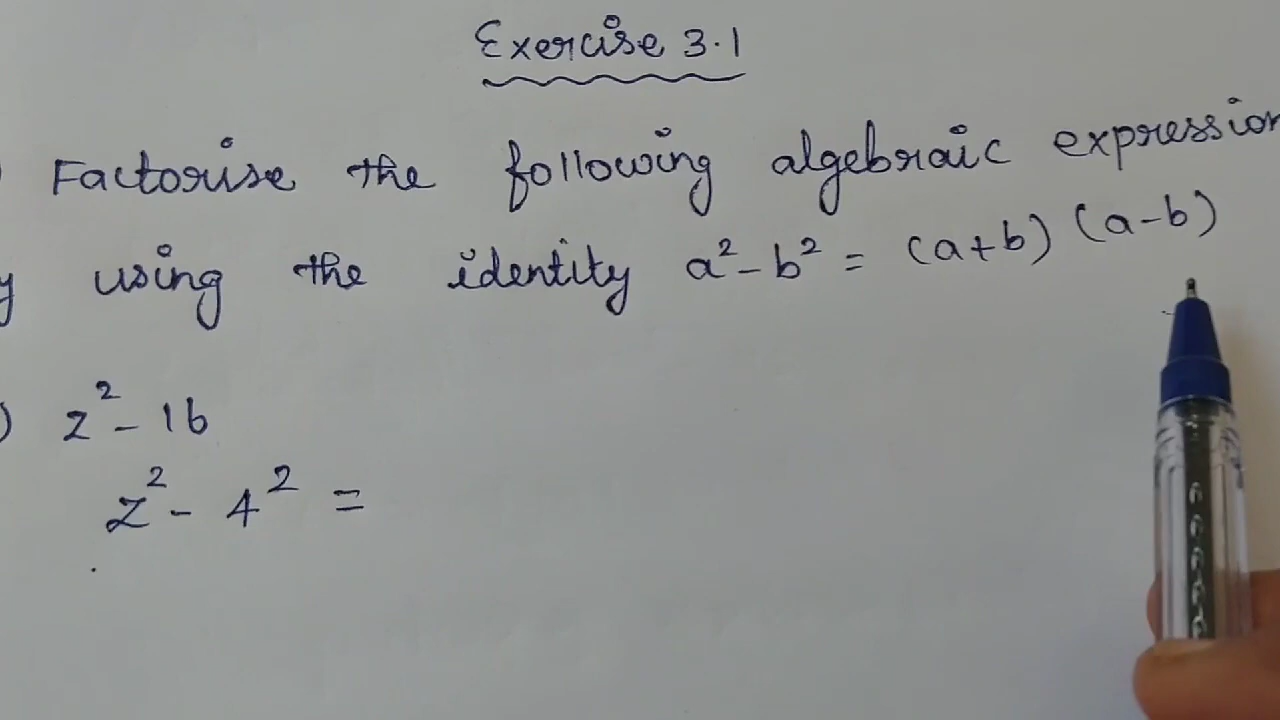 Exercise 3.1
) Factorise the following algebraic expression
y using the identity a² - b² = (a+b) (a-b)
) z² - 16
z² - 4² =